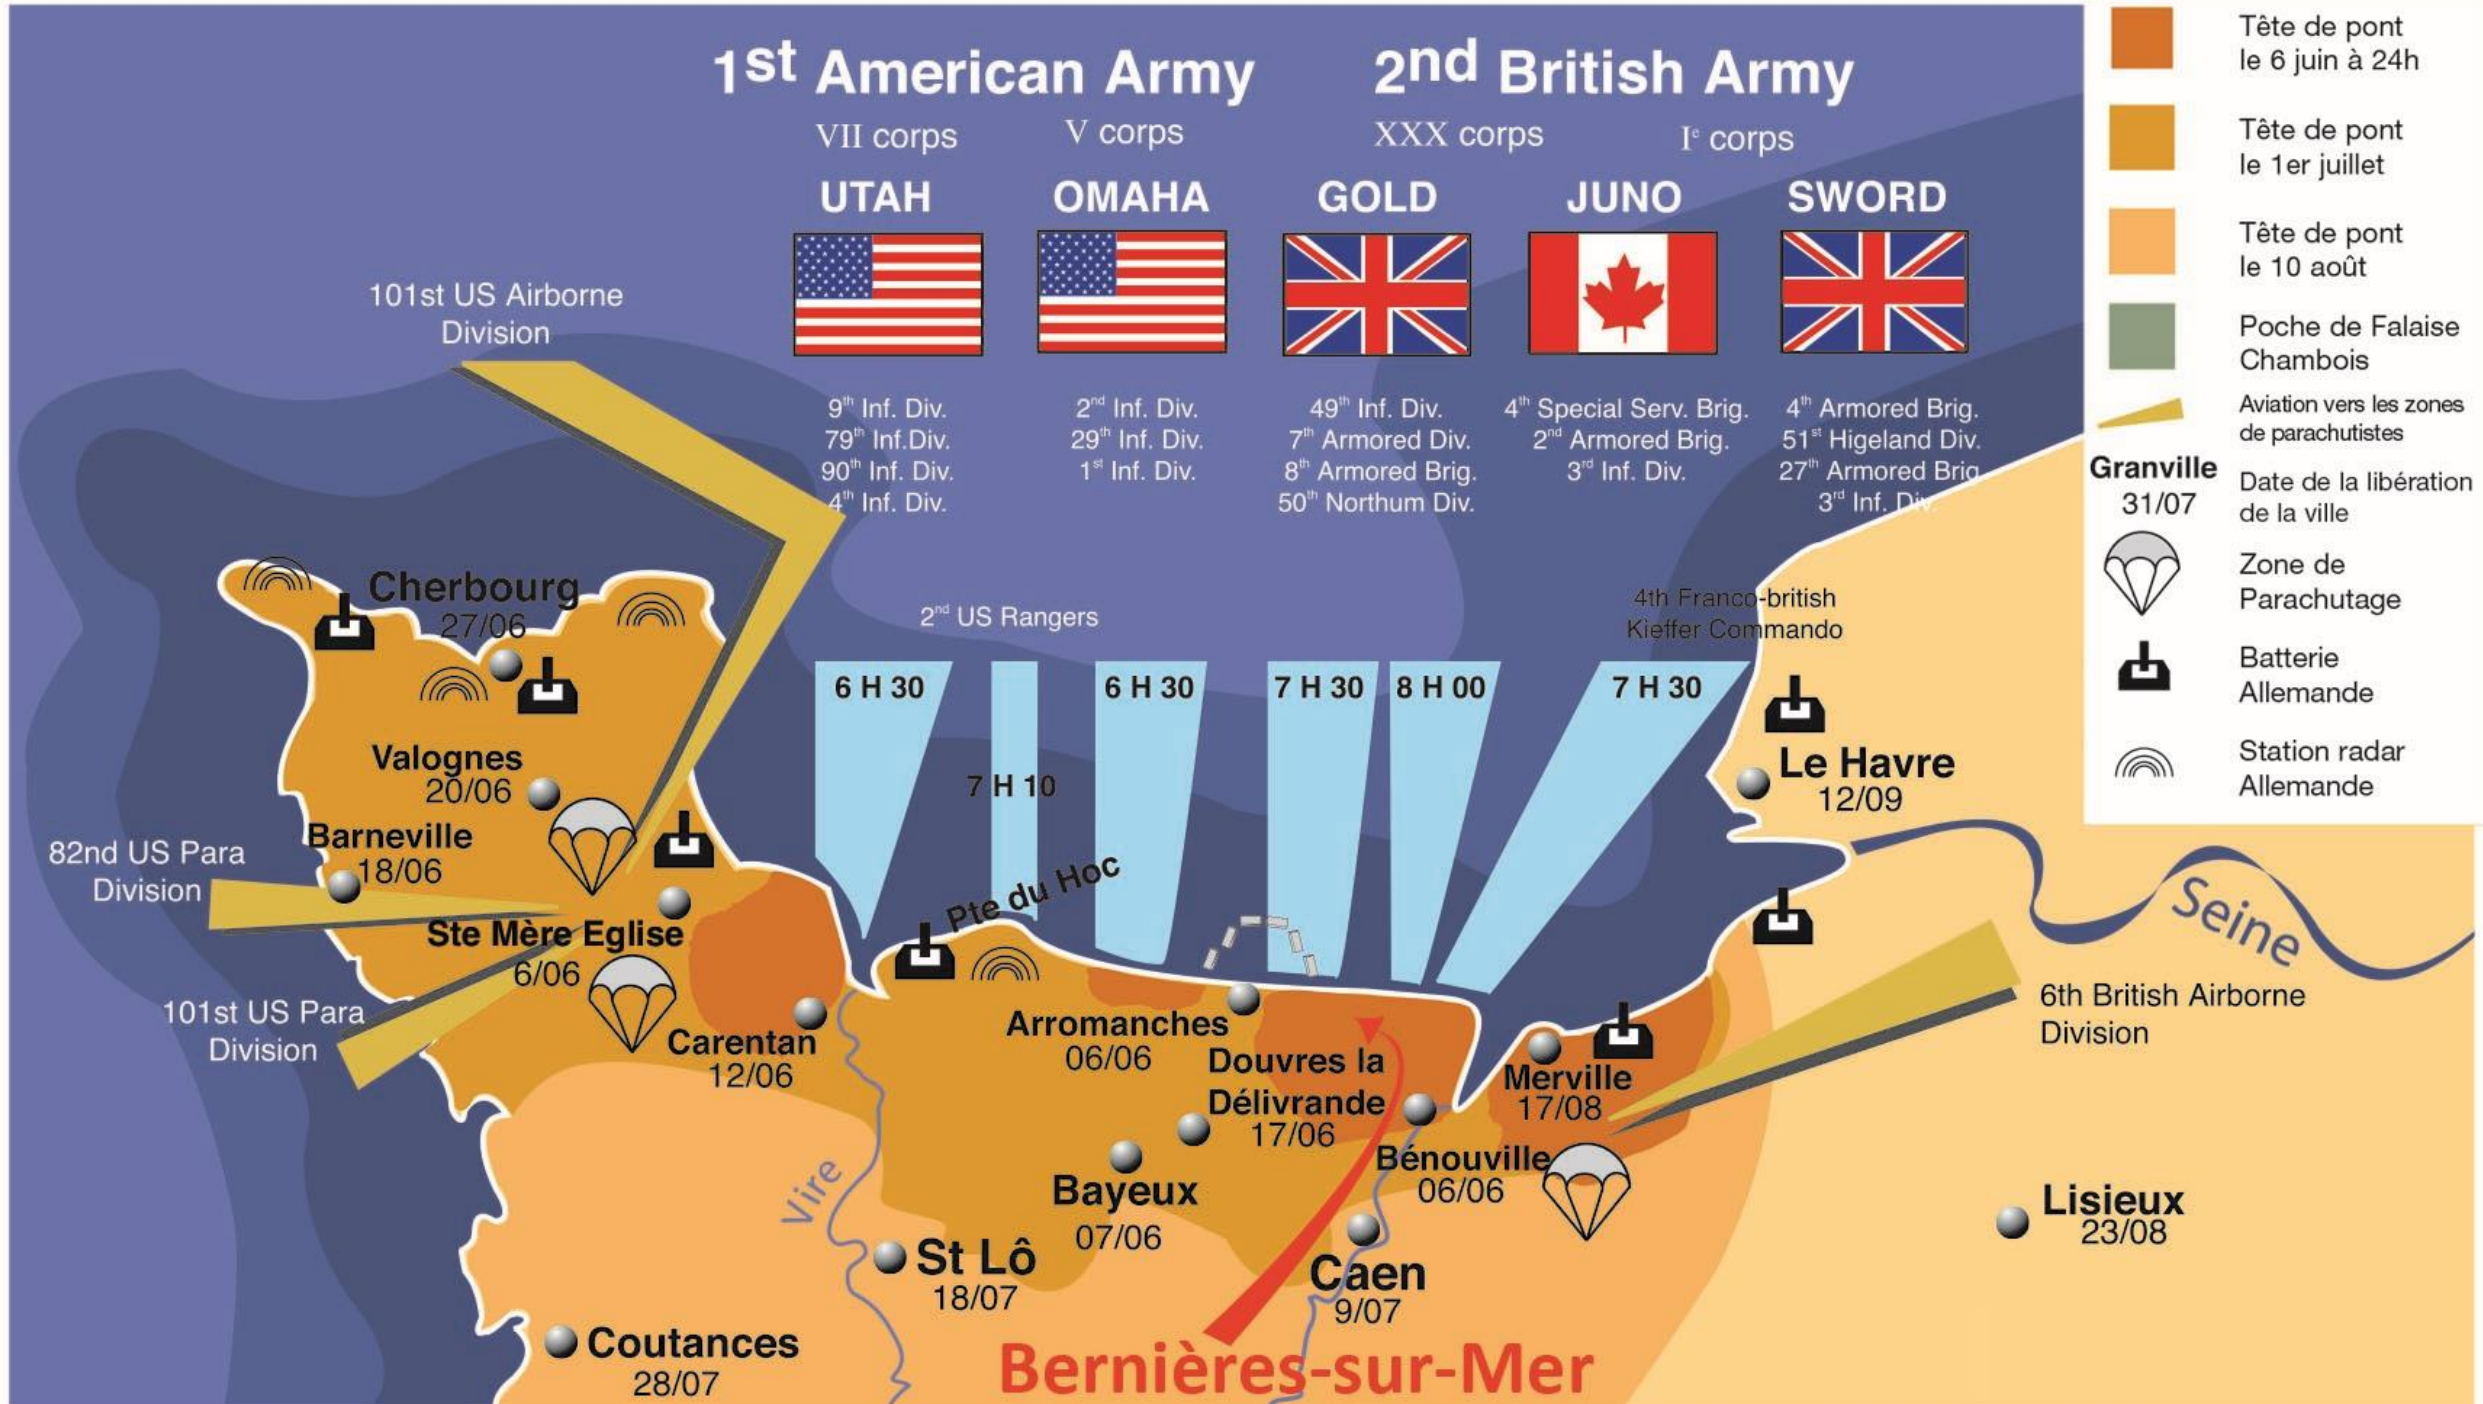 1st American Army
2nd British Army
VII corps
V corps
XXX corps
Ie corps
UTAH
OMAHA
GOLD
JUNO
SWORD
9th Inf. Div.
79th Inf.Div.
90th Inf. Div.
4th Inf. Div.
2nd Inf. Div.
29th Inf. Div.
1st Inf. Div.
49th Inf. Div.
7th Armored Div.
8th Armored Brig.
50th Northum Div.
4th Special Serv. Brig.
2nd Armored Brig.
3rd Inf. Div.
4th Armored Brig.
51st Higeland Div.
27th Armored Brig.
3rd Inf. Div.
101st US Airborne
Division
2nd US Rangers
4th Franco-british
Kieffer Commando
6 H 30
7 H 10
6 H 30
7 H 30
8 H 00
7 H 30
Cherbourg
27/06
Valognes
20/06
Barneville
18/06
82nd US Para
Division
Ste Mère Eglise
6/06
101st US Para
Division
Carentan
12/06
Pte du Hoc
Arromanches
06/06
Douvres la
Délivrande
17/06
Bayeux
07/06
Bénouville
06/06
Merville
17/08
Le Havre
12/09
Seine
6th British Airborne
Division
Lisieux
23/08
Vire
St Lô
18/07
Caen
9/07
Coutances
28/07
Bernières-sur-Mer
Tête de pont
le 6 juin à 24h
Tête de pont
le 1er juillet
Tête de pont
le 10 août
Poche de Falaise
Chambois
Aviation vers les zones
de parachutistes
Granville
31/07
Date de la libération
de la ville
Zone de
Parachutage
Batterie
Allemande
Station radar
Allemande